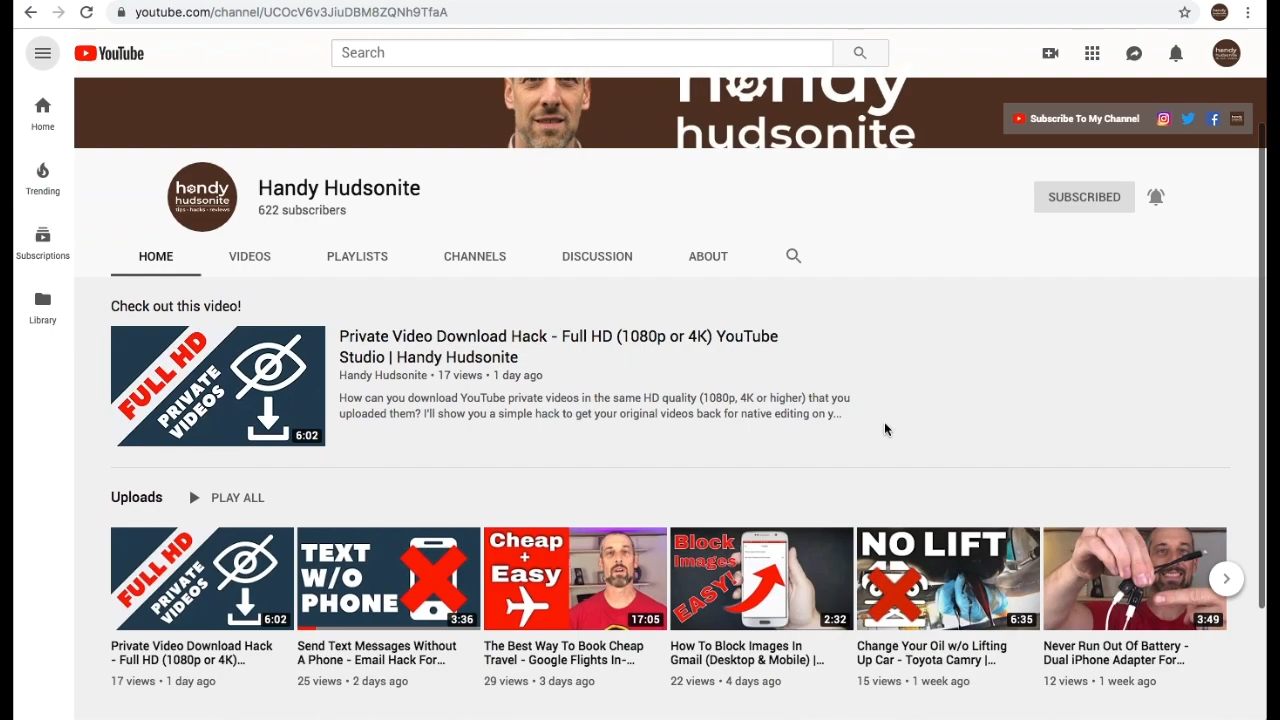 youtube.com/channel/UCOcV6v3JiuDBM8ZQNh9TfaA
YouTube
Search
handy
hudsonite
Subscribe To My Channel
Home
Trending
Subscriptions
Library
handy
hudsonite
tips • hacks • reviews
Handy Hudsonite
622 subscribers
SUBSCRIBED
HOME
VIDEOS
PLAYLISTS
CHANNELS
DISCUSSION
ABOUT
Check out this video!
FULL HD
PRIVATE
VIDEOS
6:02
Private Video Download Hack - Full HD (1080p or 4K) YouTube
Studio | Handy Hudsonite
Handy Hudsonite • 17 views • 1 day ago
How can you download YouTube private videos in the same HD quality (1080p, 4K or higher) that you
uploaded them? I'll show you a simple hack to get your original videos back for native editing on y...
Uploads
PLAY ALL
FULL HD
PRIVATE
VIDEOS
6:02
Private Video Download Hack
- Full HD (1080p or 4K)...
17 views • 1 day ago
TEXT
W/O
PHONE
3:36
Send Text Messages Without
A Phone - Email Hack For...
25 views • 2 days ago
Cheap
+
Easy
17:05
The Best Way To Book Cheap
Travel - Google Flights In-...
29 views • 3 days ago
Block
Images
EASY!
2:32
How To Block Images In
Gmail (Desktop & Mobile) |...
22 views • 4 days ago
NO LIFT
6:35
Change Your Oil w/o Lifting
Up Car - Toyota Camry |...
15 views • 1 week ago
3:49
Never Run Out Of Battery -
Dual iPhone Adapter For...
12 views • 1 week ago